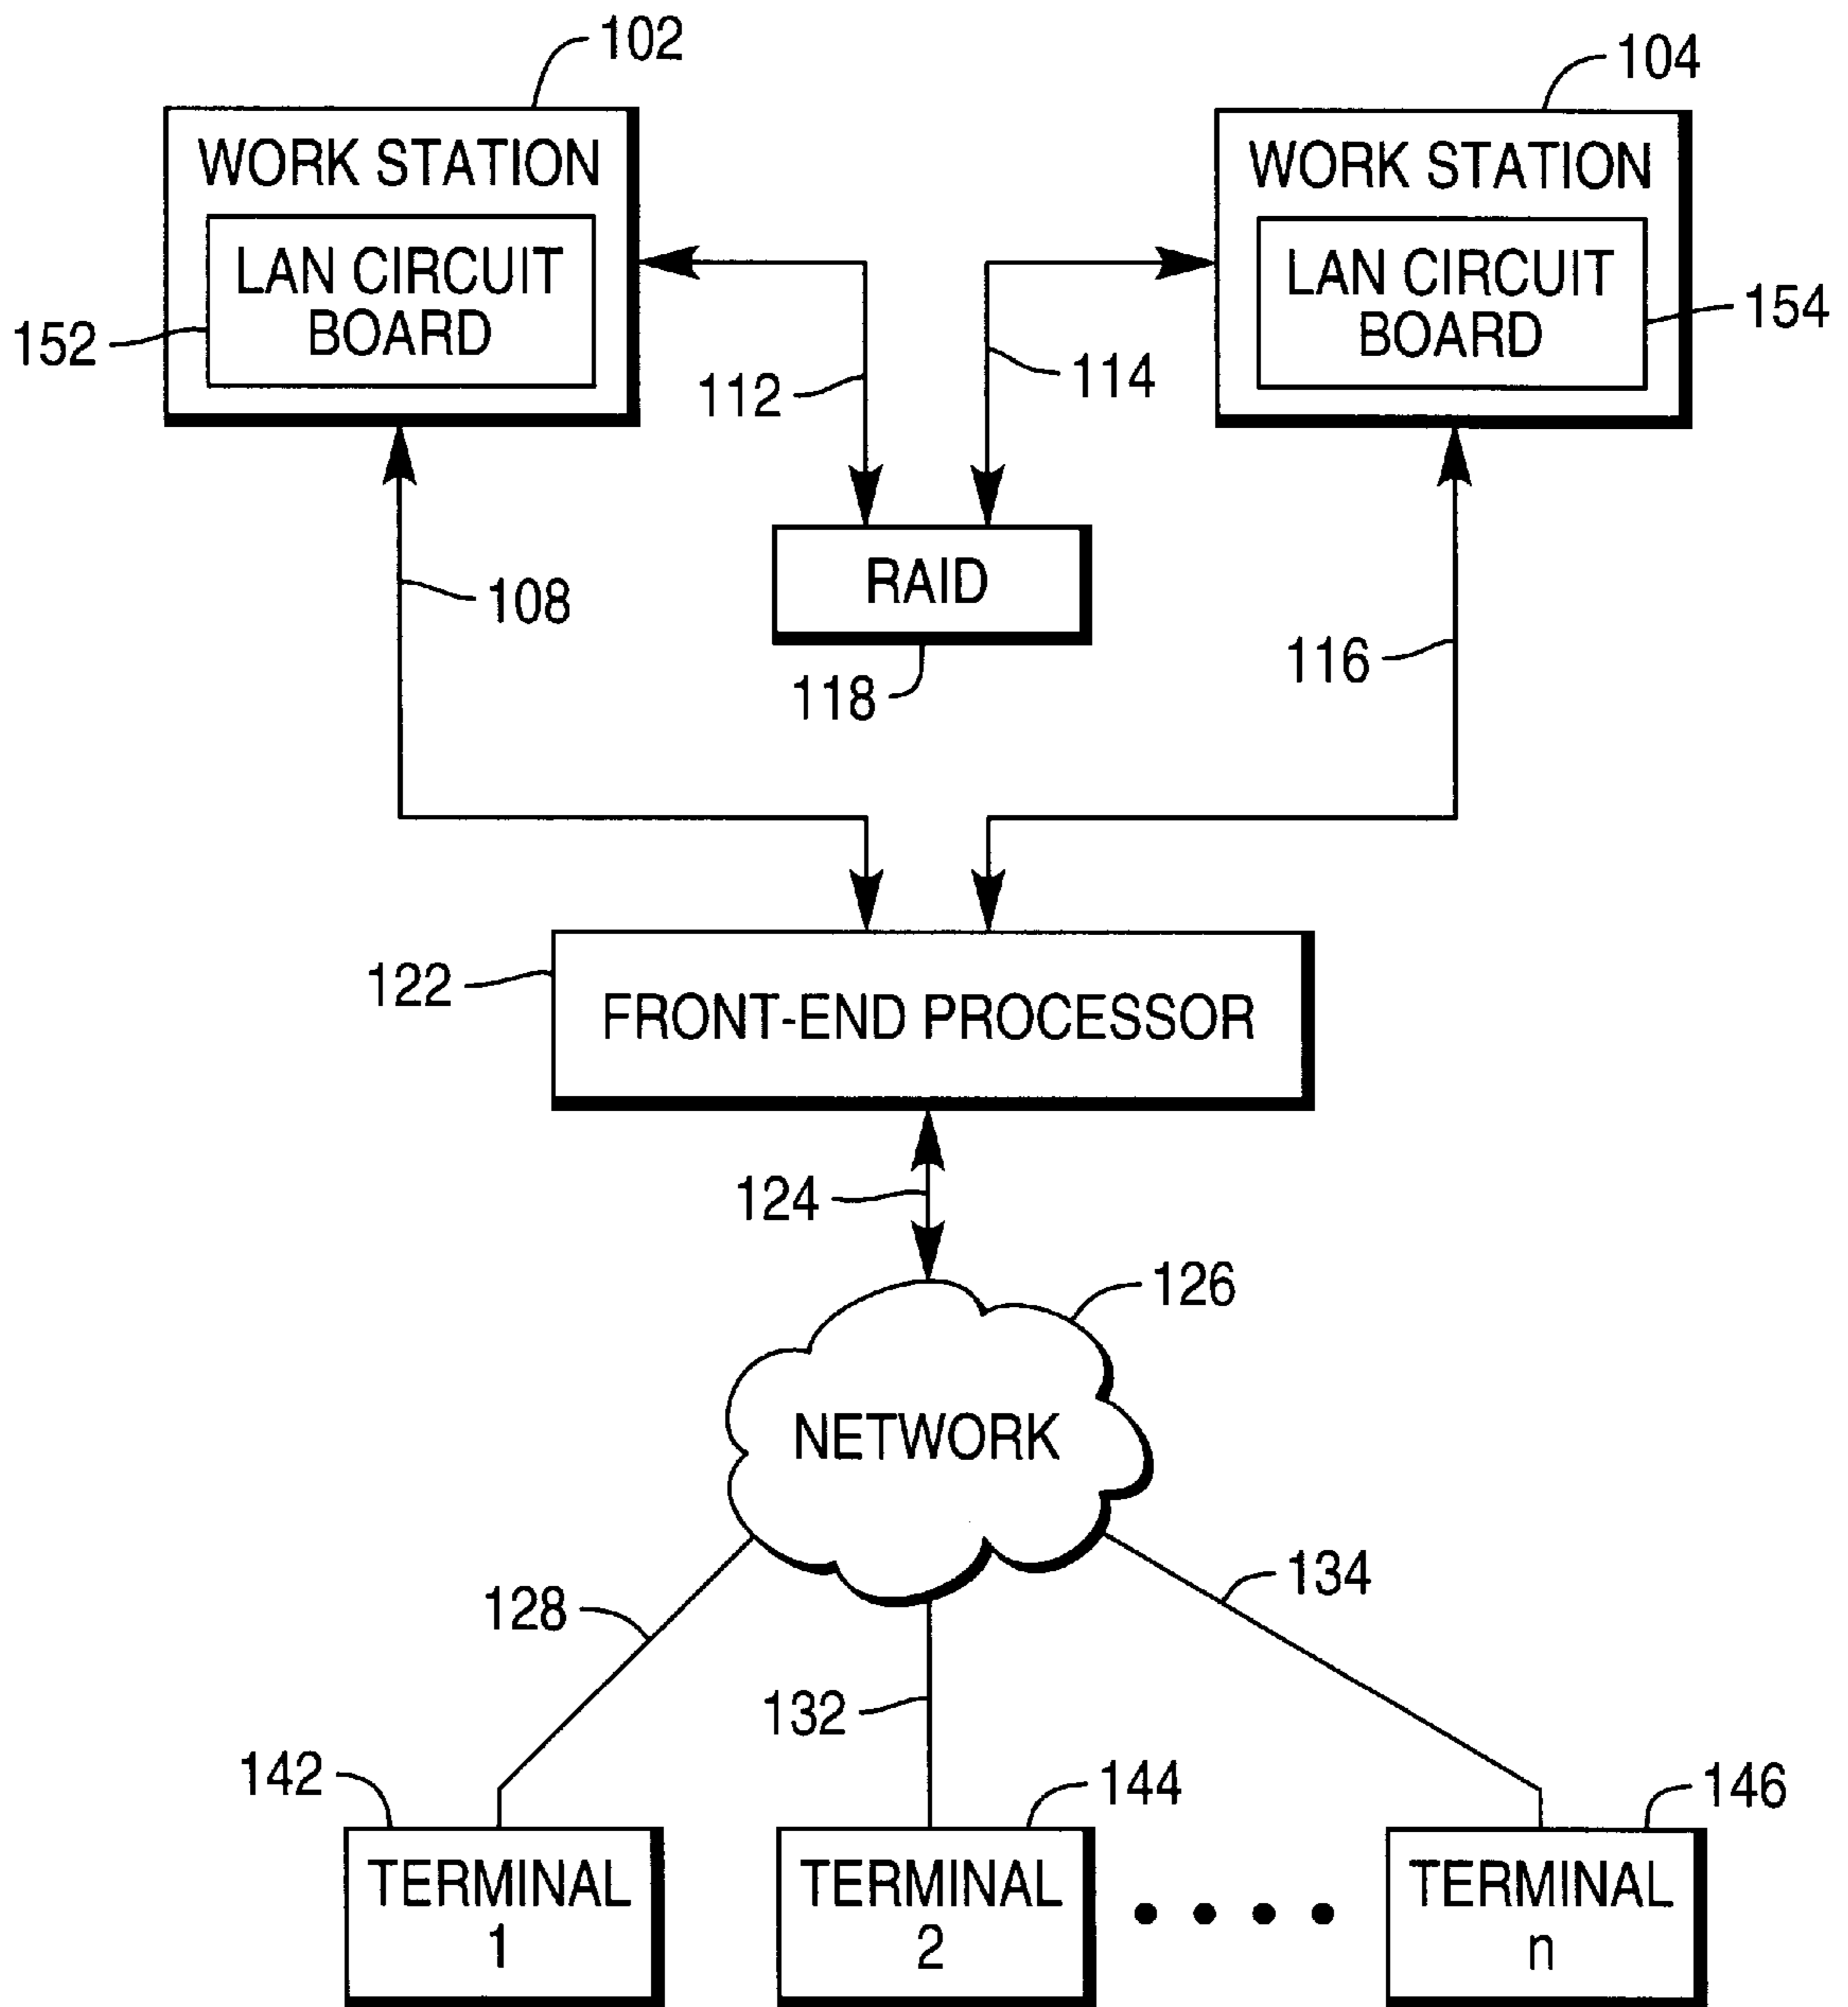 102
104
WORK STATION
WORK STATION
LAN CIRCUIT
BOARD
LAN CIRCUIT
BOARD
152
154
112
114
RAID
108
116
118
122
FRONT-END PROCESSOR
124
126
NETWORK
128
134
132
142
144
146
TERMINAL
1
TERMINAL
2
TERMINAL
n